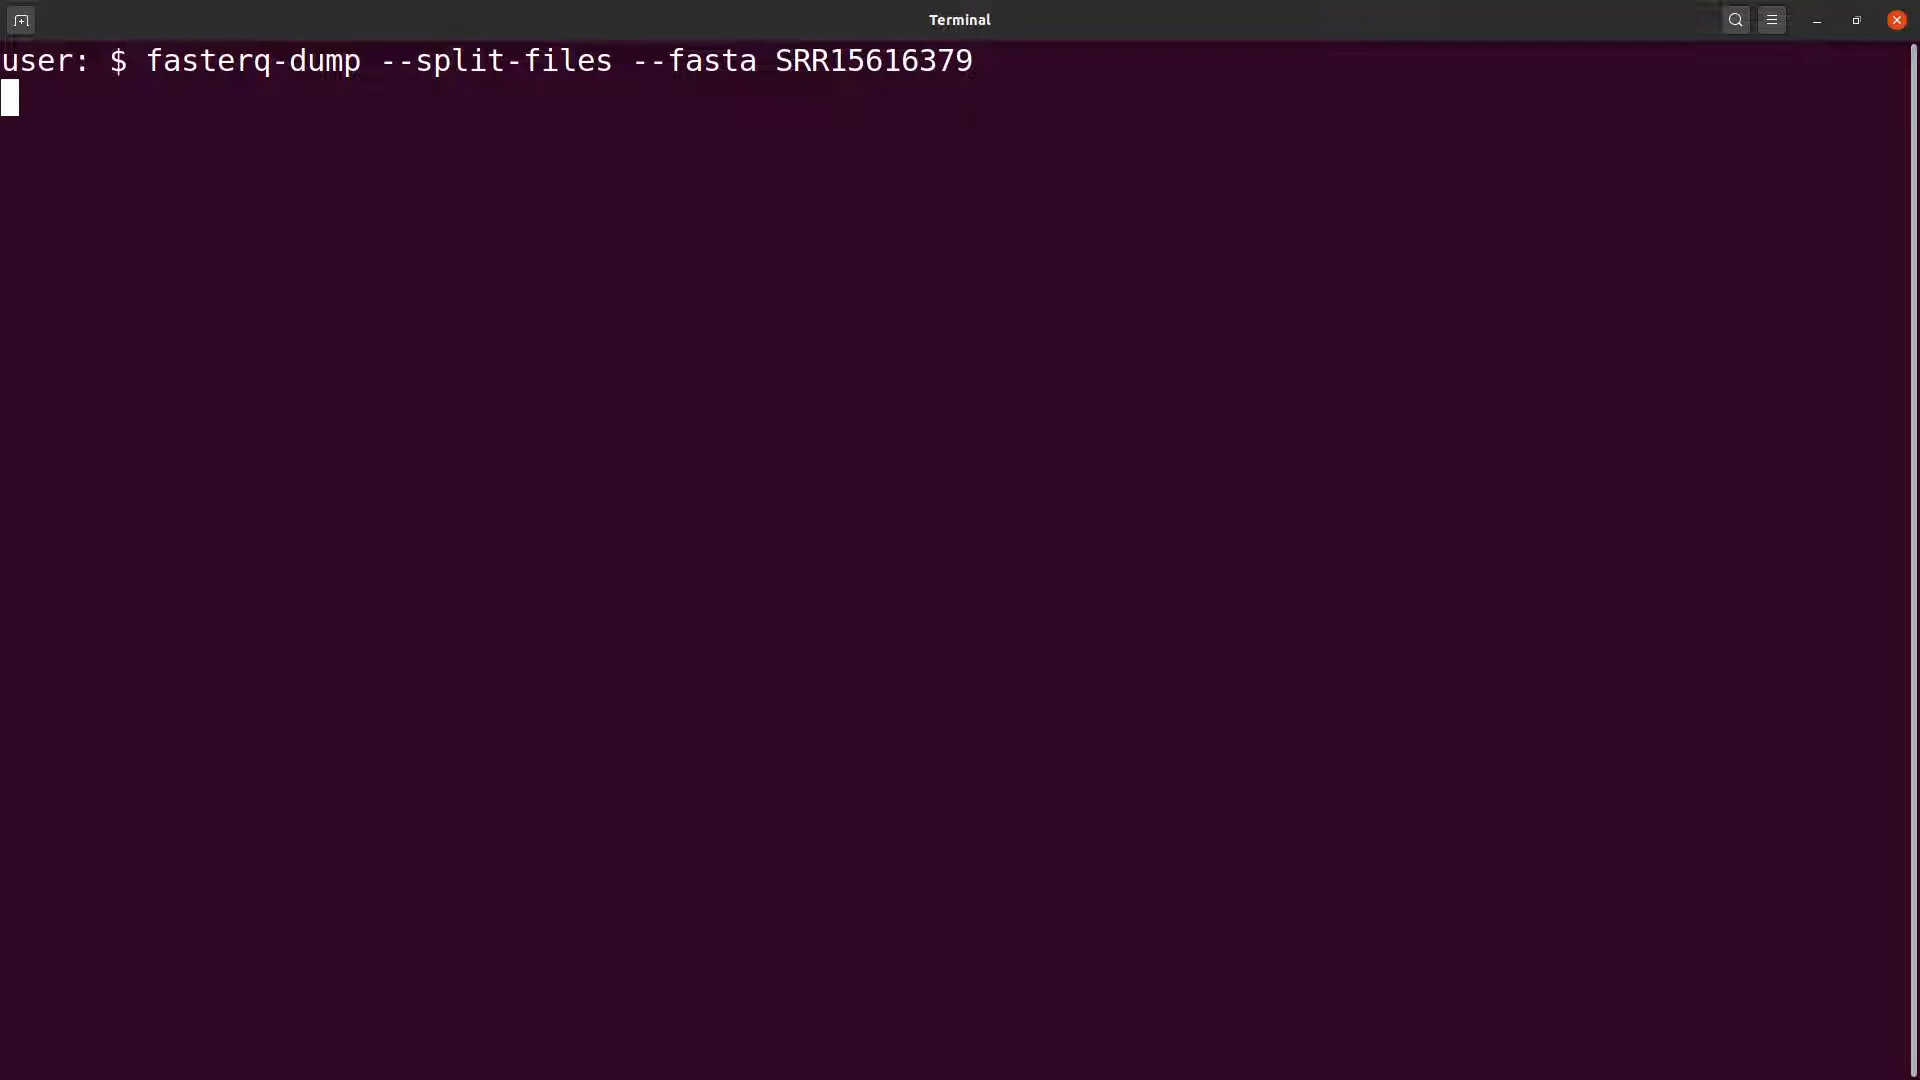 Terminal
user: $ fasterq-dump --split-files --fasta SRR15616379